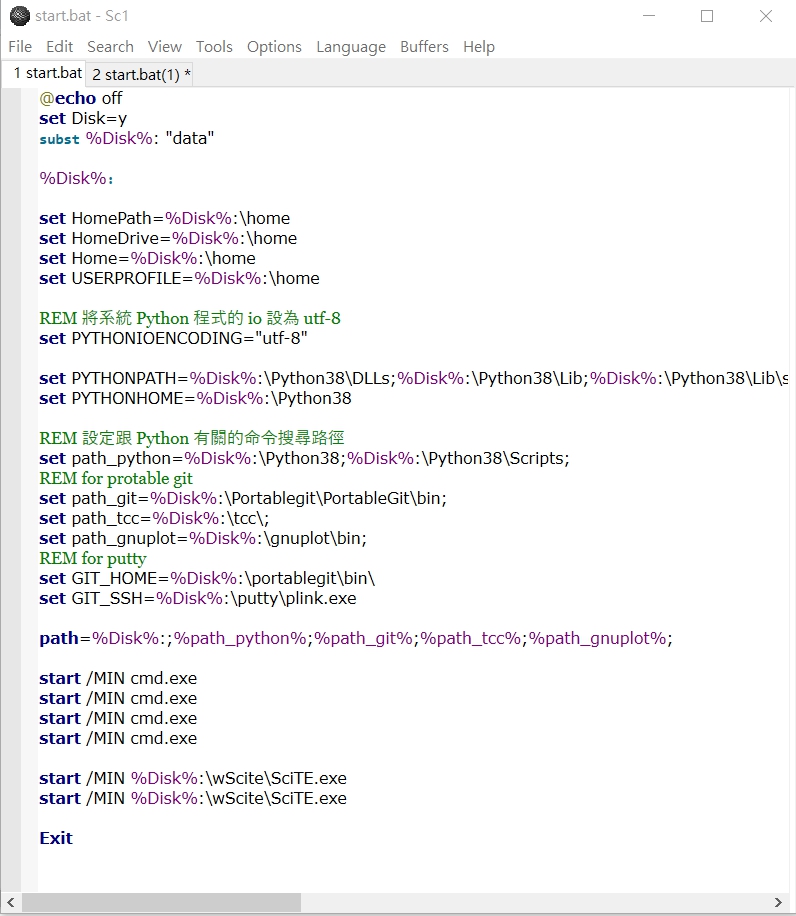 start.bat - Sc1
File Edit Search View Tools Options Language Buffers Help
1 start.bat 2 start.bat(1) *
@echo off
set Disk=y
subst %Disk%: "data"
%Disk%:
set HomePath=%Disk%:\home
set HomeDrive=%Disk%:\home
set Home=%Disk%:\home
set USERPROFILE=%Disk%:\home
REM 將系統 Python 程式的 io 設為 utf-8
set PYTHONIOENCODING="utf-8"
set PYTHONPATH=%Disk%:\Python38\DLLs;%Disk%:\Python38\Lib;%Disk%:\Python38\Lib\s
set PYTHONHOME=%Disk%:\Python38
REM 設定跟 Python 有關的命令搜尋路徑
set path_python=%Disk%:\Python38;%Disk%:\Python38\Scripts;
REM for protable git
set path_git=%Disk%:\Portablegit\PortableGit\bin;
set path_tcc=%Disk%:\tcc\;
set path_gnuplot=%Disk%:\gnuplot\bin;
REM for putty
set GIT_HOME=%Disk%:\portablegit\bin\
set GIT_SSH=%Disk%:\putty\plink.exe
path=%Disk%:;%path_python%;%path_git%;%path_tcc%;%path_gnuplot%;
start /MIN cmd.exe
start /MIN cmd.exe
start /MIN cmd.exe
start /MIN cmd.exe
start /MIN %Disk%:\wScite\SciTE.exe
start /MIN %Disk%:\wScite\SciTE.exe
Exit